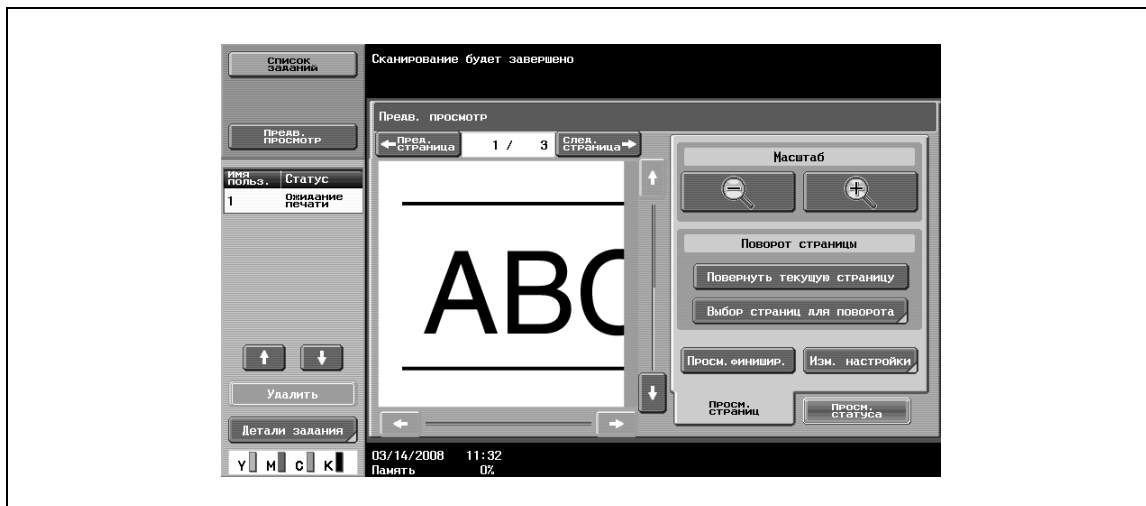 Список
заданий
Сканирование будет завершено
Предв.
просмотр
Предв. просмотр
Пред.
страница
1 / 3
След.
страница
Имя
польз.
Статус
1
Ожидание
печати
ABC
Масштаб
Поворот страницы
Повернуть текущую страницу
Выбор страниц для поворота
Просм.финишир.
Изм. настройки
Просм.
страниц
Просм.
статуса
Удалить
Детали задания
Y M C K
03/14/2008 11:32
Память 0%